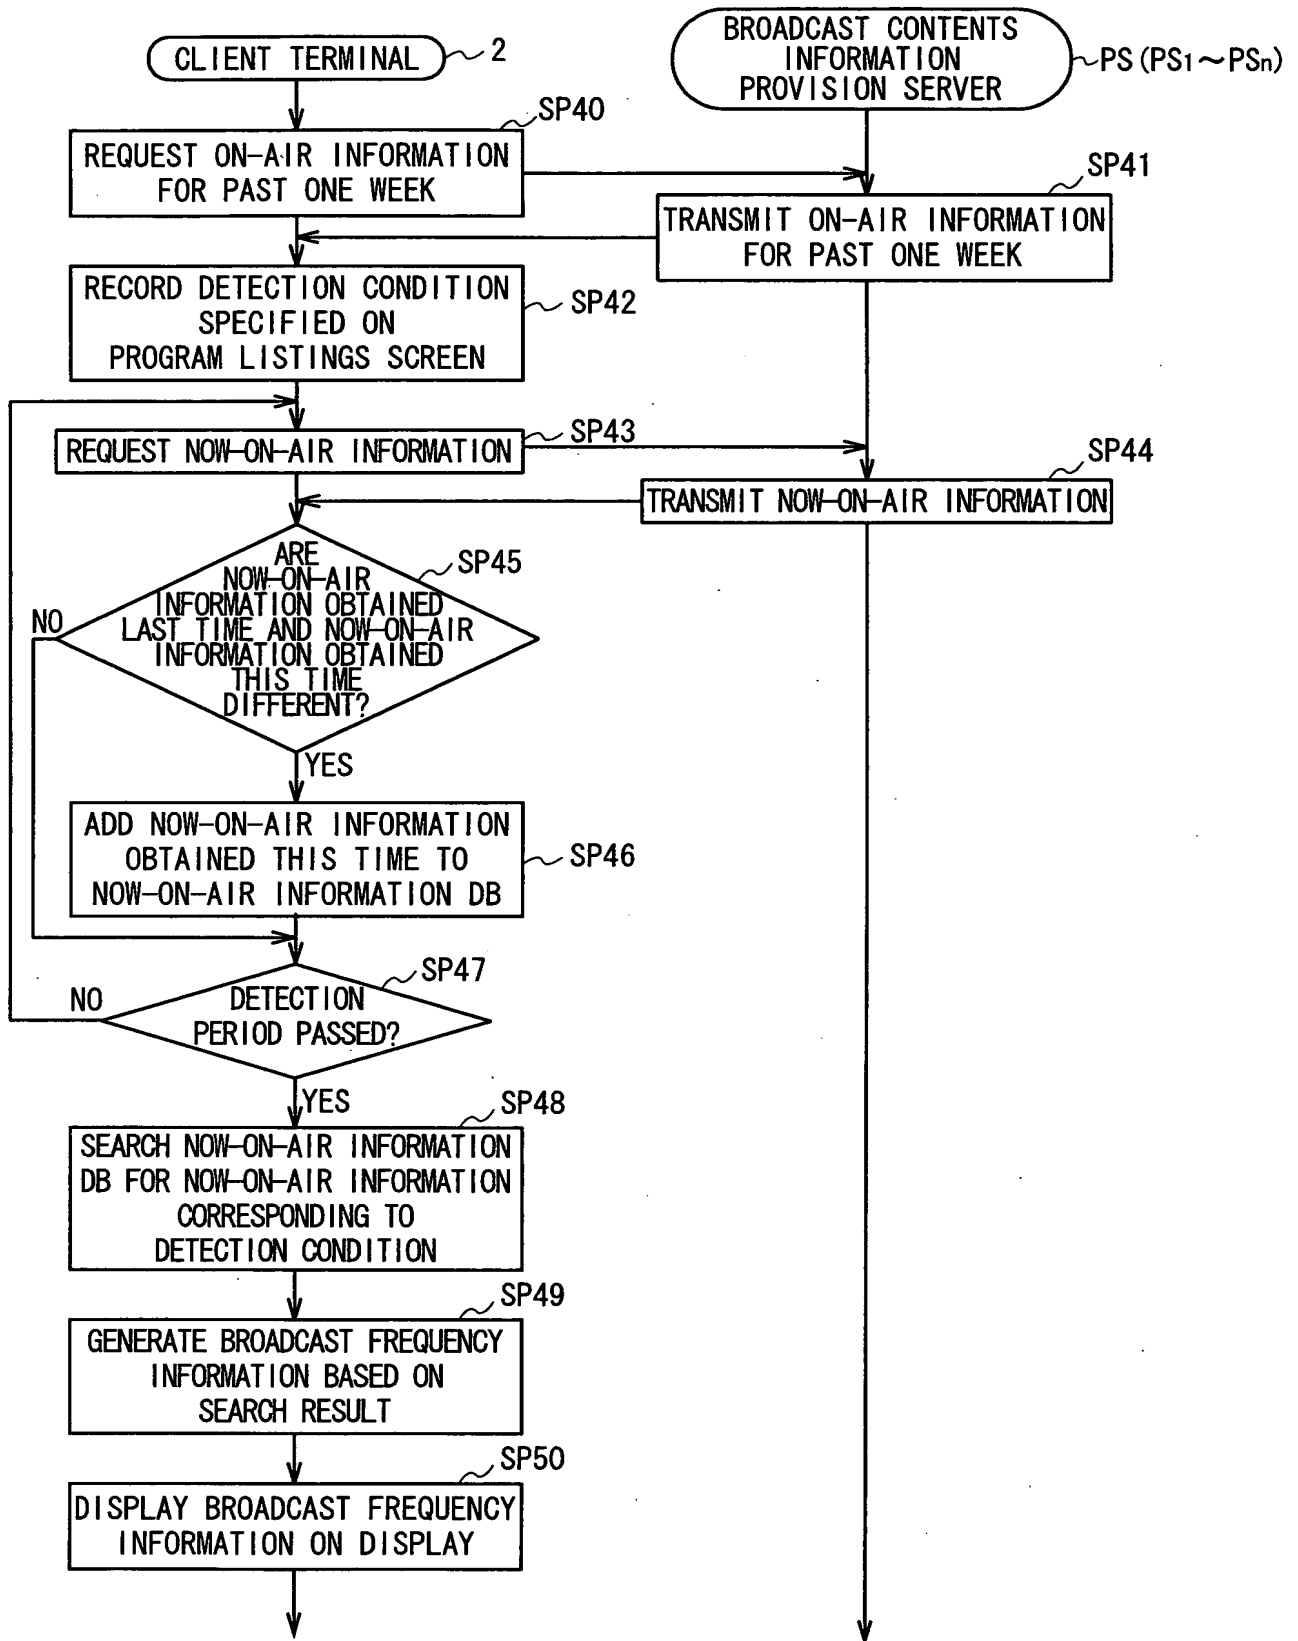 CLIENT TERMINAL
2
BROADCAST CONTENTS
INFORMATION
PROVISION SERVER
PS (PS1~PSn)
SP40
REQUEST ON-AIR INFORMATION
FOR PAST ONE WEEK
SP41
TRANSMIT ON-AIR INFORMATION
FOR PAST ONE WEEK
RECORD DETECTION CONDITION
SPECIFIED ON
PROGRAM LISTINGS SCREEN
SP42
REQUEST NOW-ON-AIR INFORMATION
SP43
SP44
TRANSMIT NOW-ON-AIR INFORMATION
ARE
NOW-ON-AIR
INFORMATION OBTAINED
LAST TIME AND NOW-ON-AIR
INFORMATION OBTAINED
THIS TIME
DIFFERENT?
SP45
NO
YES
ADD NOW-ON-AIR INFORMATION
OBTAINED THIS TIME TO
NOW-ON-AIR INFORMATION DB
SP46
SP47
DETECTION
PERIOD PASSED?
NO
YES
SP48
SEARCH NOW-ON-AIR INFORMATION
DB FOR NOW-ON-AIR INFORMATION
CORRESPONDING TO
DETECTION CONDITION
SP49
GENERATE BROADCAST FREQUENCY
INFORMATION BASED ON
SEARCH RESULT
SP50
DISPLAY BROADCAST FREQUENCY
INFORMATION ON DISPLAY